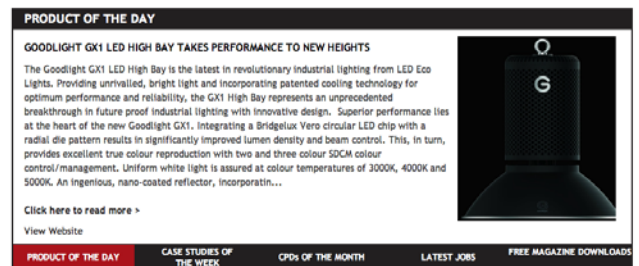 PRODUCT OF THE DAY
GOODLIGHT GX1 LED HIGH BAY TAKES PERFORMANCE TO NEW HEIGHTS
The Goodlight GX1 LED High Bay is the latest in revolutionary industrial lighting from LED Eco
Lights. Providing unrivalled, bright light and incorporating patented cooling technology for
optimum performance and reliability, the GX1 High Bay represents an unprecedented
breakthrough in future proof industrial lighting with innovative design.  Superior performance lies
at the heart of the new Goodlight GX1. Integrating a Bridgelux Vero circular LED chip with a
radial die pattern results in significantly improved lumen density and beam control. This, in turn,
provides excellent true colour reproduction with two and three colour SDCM colour
control/management. Uniform white light is assured at colour temperatures of 3000K, 4000K and
5000K. An ingenious, nano-coated reflector, incorporatin...
Click here to read more >
View Website
G
PRODUCT OF THE DAY
CASE STUDIES OF
THE WEEK
CPDs OF THE MONTH
LATEST JOBS
FREE MAGAZINE DOWNLOADS